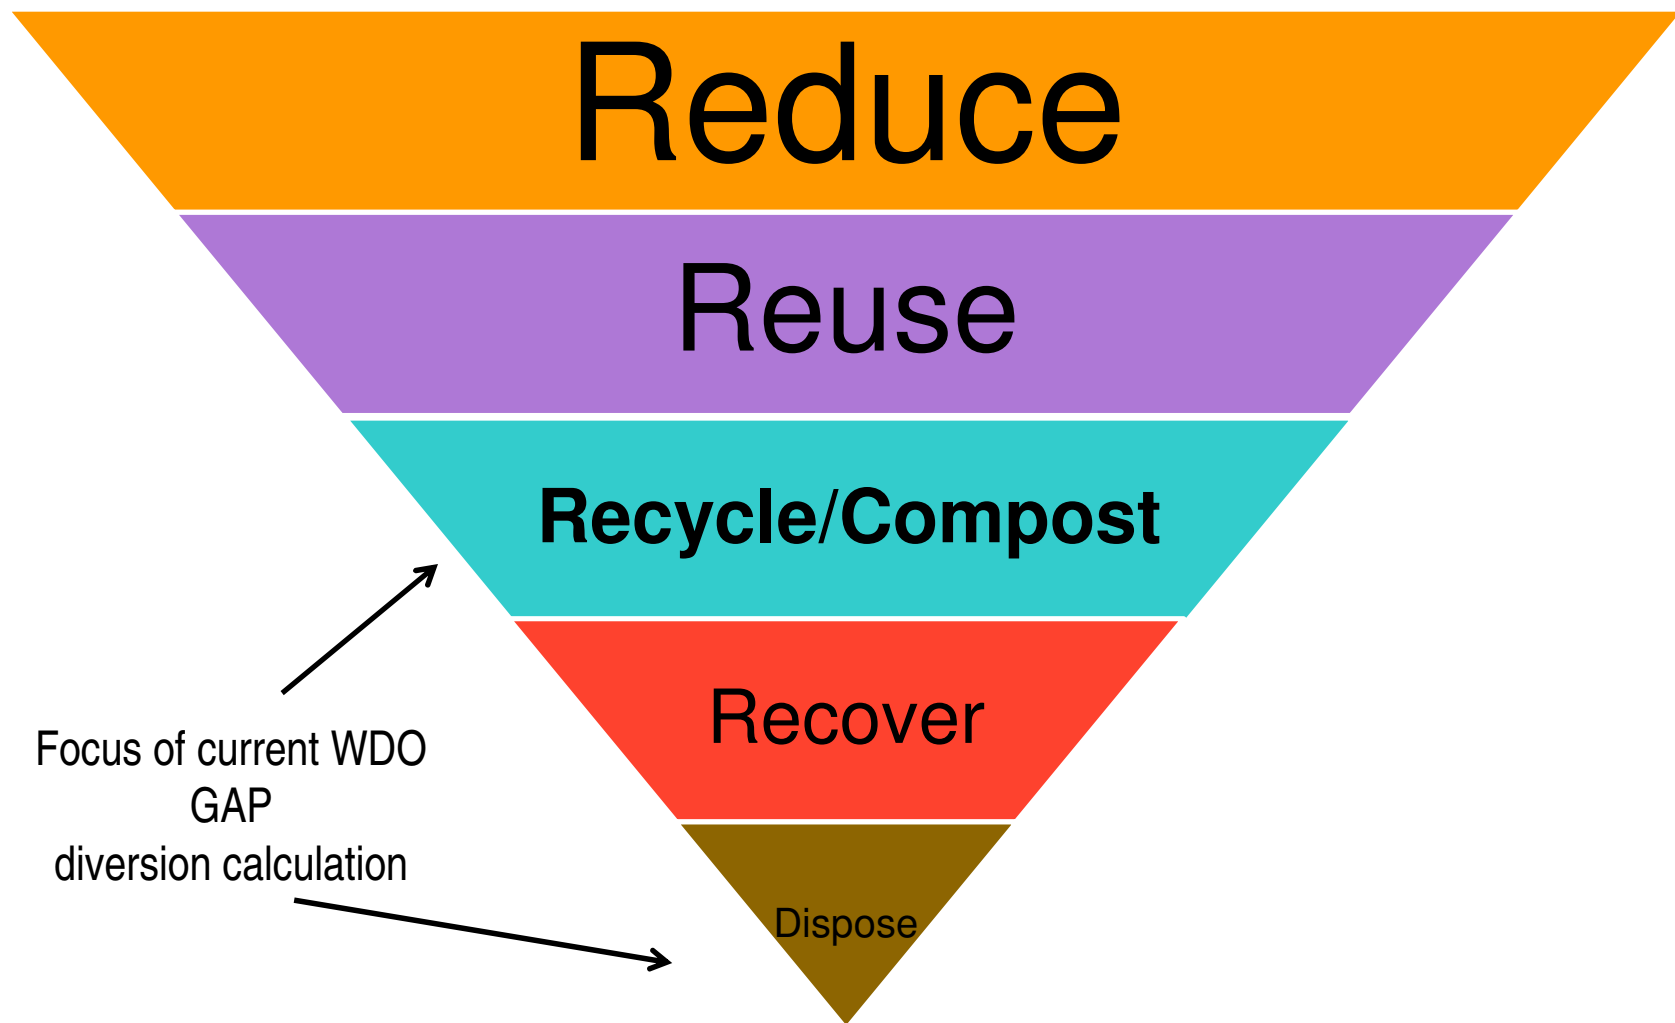 Reduce
Reuse
Recycle/Compost
Recover
Focus of current WDO
GAP
diversion calculation
Dispose